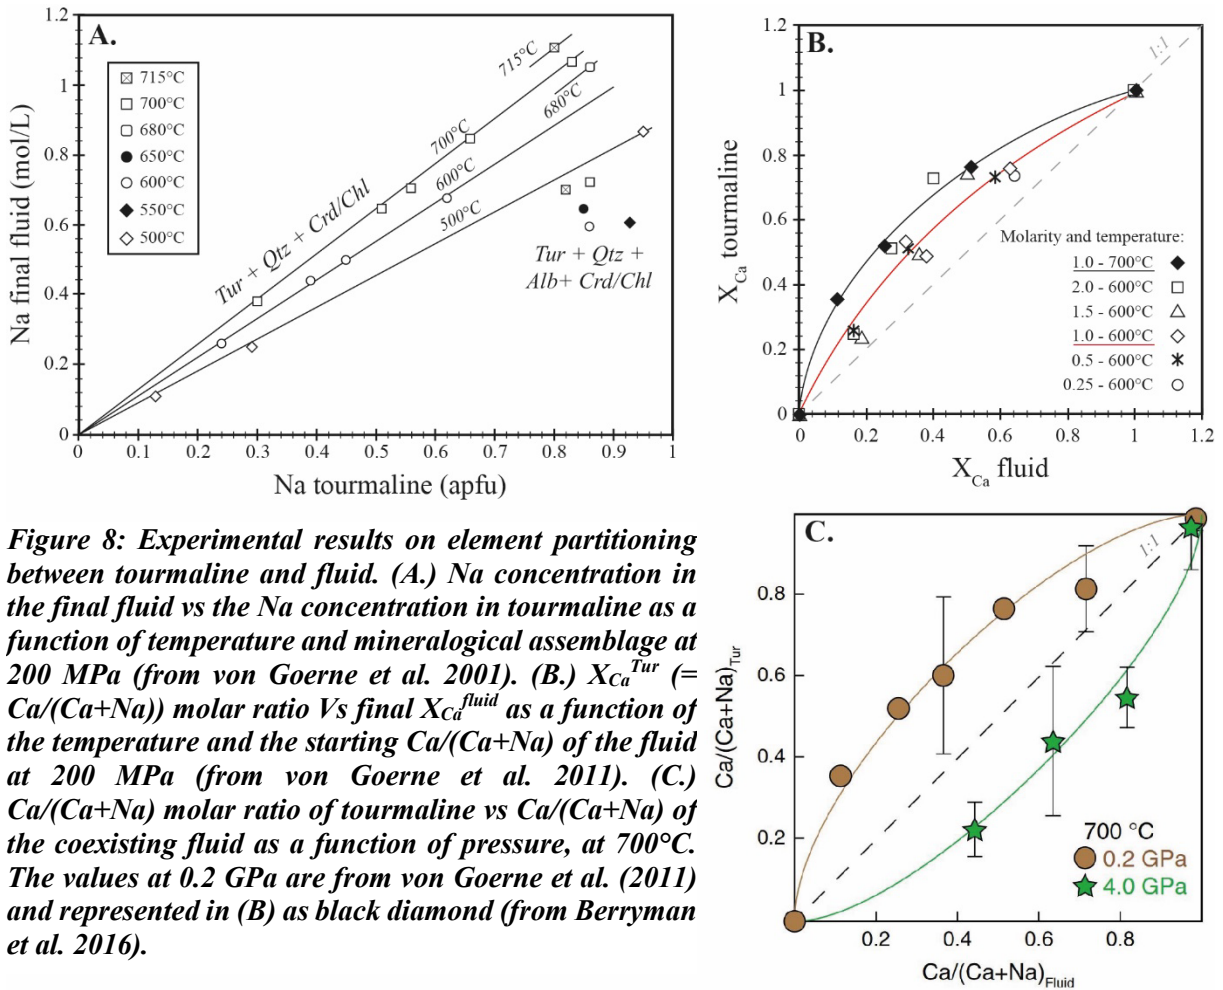 A.
1.2
1
0.8
0.6
0.4
0.2
0
Na final fluid (mol/L)
715°C
700°C
680°C
650°C
600°C
550°C
500°C
715°C
700°C
680°C
600°C
500°C
Tur + Qtz + Crd/Chl
Tur + Qtz +
Alb+ Crd/Chl
0 0.1 0.2 0.3 0.4 0.5 0.6 0.7 0.8 0.9 1
Na tourmaline (apfu)
B.
1:1
1.2
1.0
0.8
0.6
0.4
0.2
0
X_Ca tourmaline
Molarity and temperature:
1.0 - 700°C
2.0 - 600°C
1.5 - 600°C
1.0 - 600°C
0.5 - 600°C
0.25 - 600°C
0 0.2 0.4 0.6 0.8 1 1.2
X_Ca fluid
Figure 8: Experimental results on element partitioning
between tourmaline and fluid. (A.) Na concentration in
the final fluid vs the Na concentration in tourmaline as a
function of temperature and mineralogical assemblage at
200 MPa (from von Goerne et al. 2001). (B.) X_Ca^Tur (=
Ca/(Ca+Na)) molar ratio Vs final X_Ca^fluid as a function of
the temperature and the starting Ca/(Ca+Na) of the fluid
at 200 MPa (from von Goerne et al. 2011). (C.)
Ca/(Ca+Na) molar ratio of tourmaline vs Ca/(Ca+Na) of
the coexisting fluid as a function of pressure, at 700°C.
The values at 0.2 GPa are from von Goerne et al. (2011)
and represented in (B) as black diamond (from Berryman
et al. 2016).
C.
1:1
0.8
0.6
0.4
0.2
Ca/(Ca+Na)Tur
700 °C
0.2 GPa
4.0 GPa
0.2 0.4 0.6 0.8
Ca/(Ca+Na)Fluid